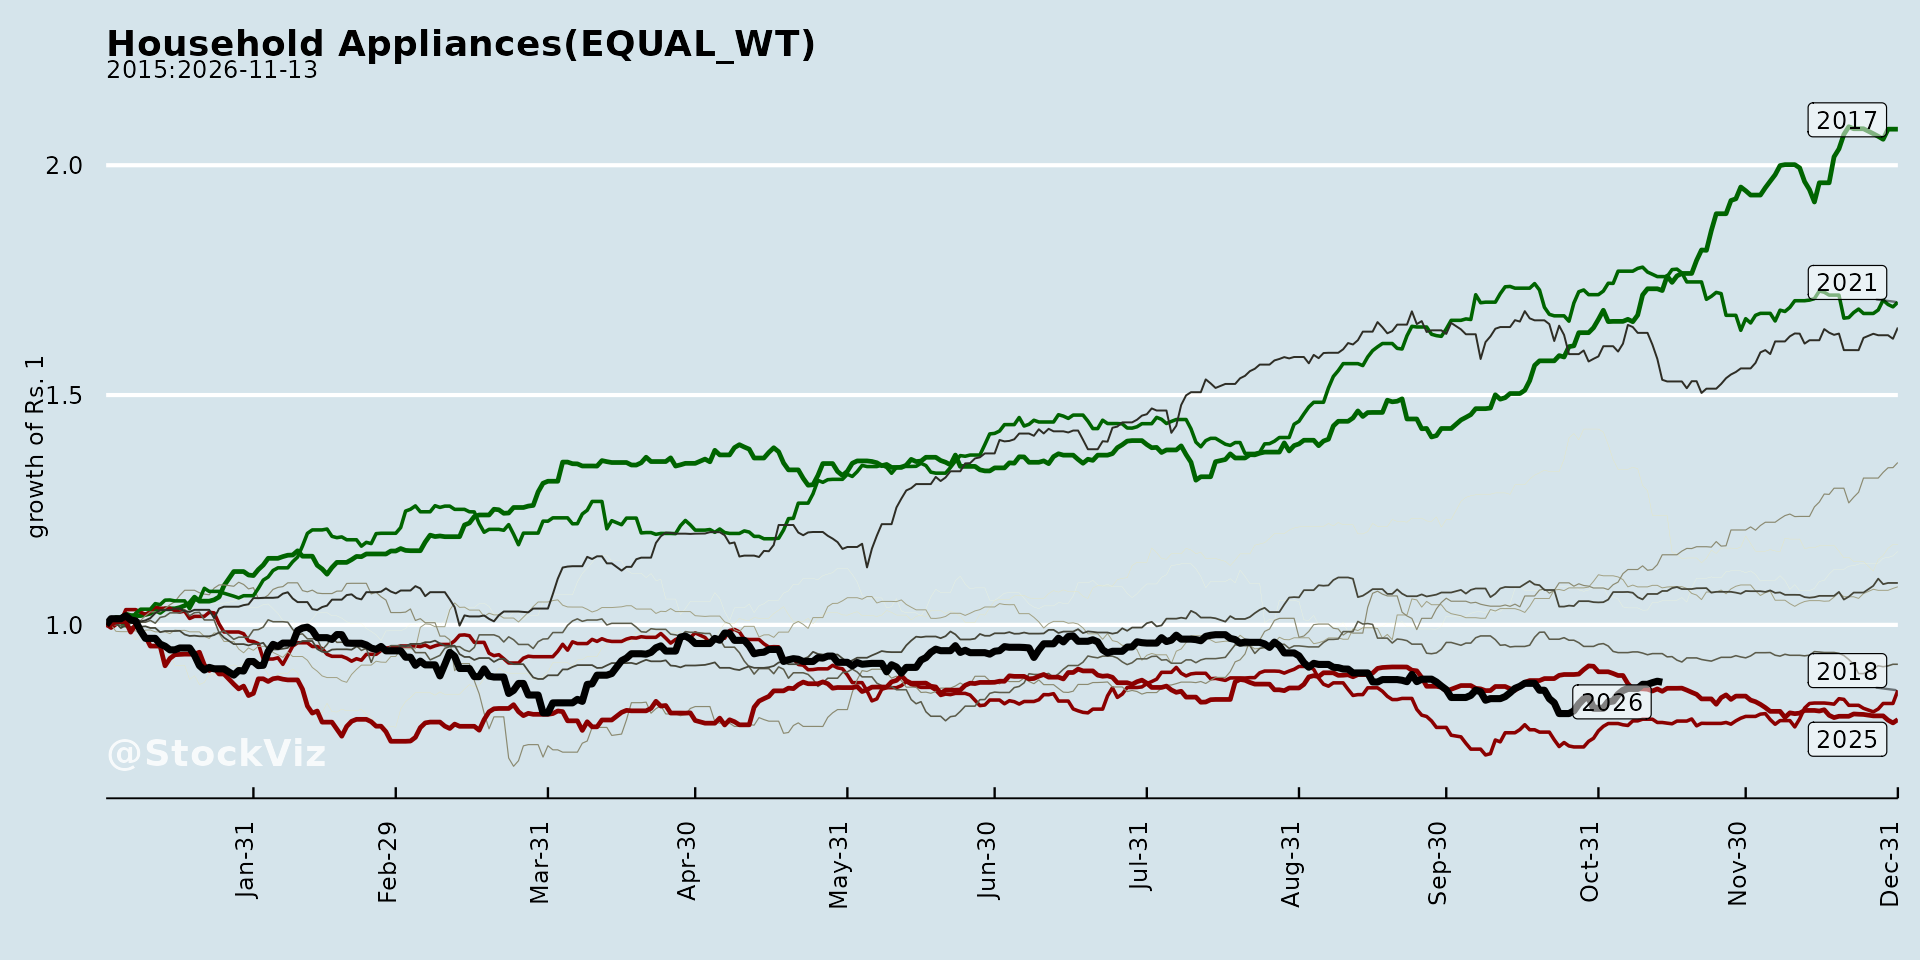 Household Appliances(EQUAL_WT)
2015:2026-11-13
growth of Rs. 1
2.0
1.5
1.0
2017
2021
2018
2026
2025
@StockViz
Jan-31
Feb-29
Mar-31
Apr-30
May-31
Jun-30
Jul-31
Aug-31
Sep-30
Oct-31
Nov-30
Dec-31